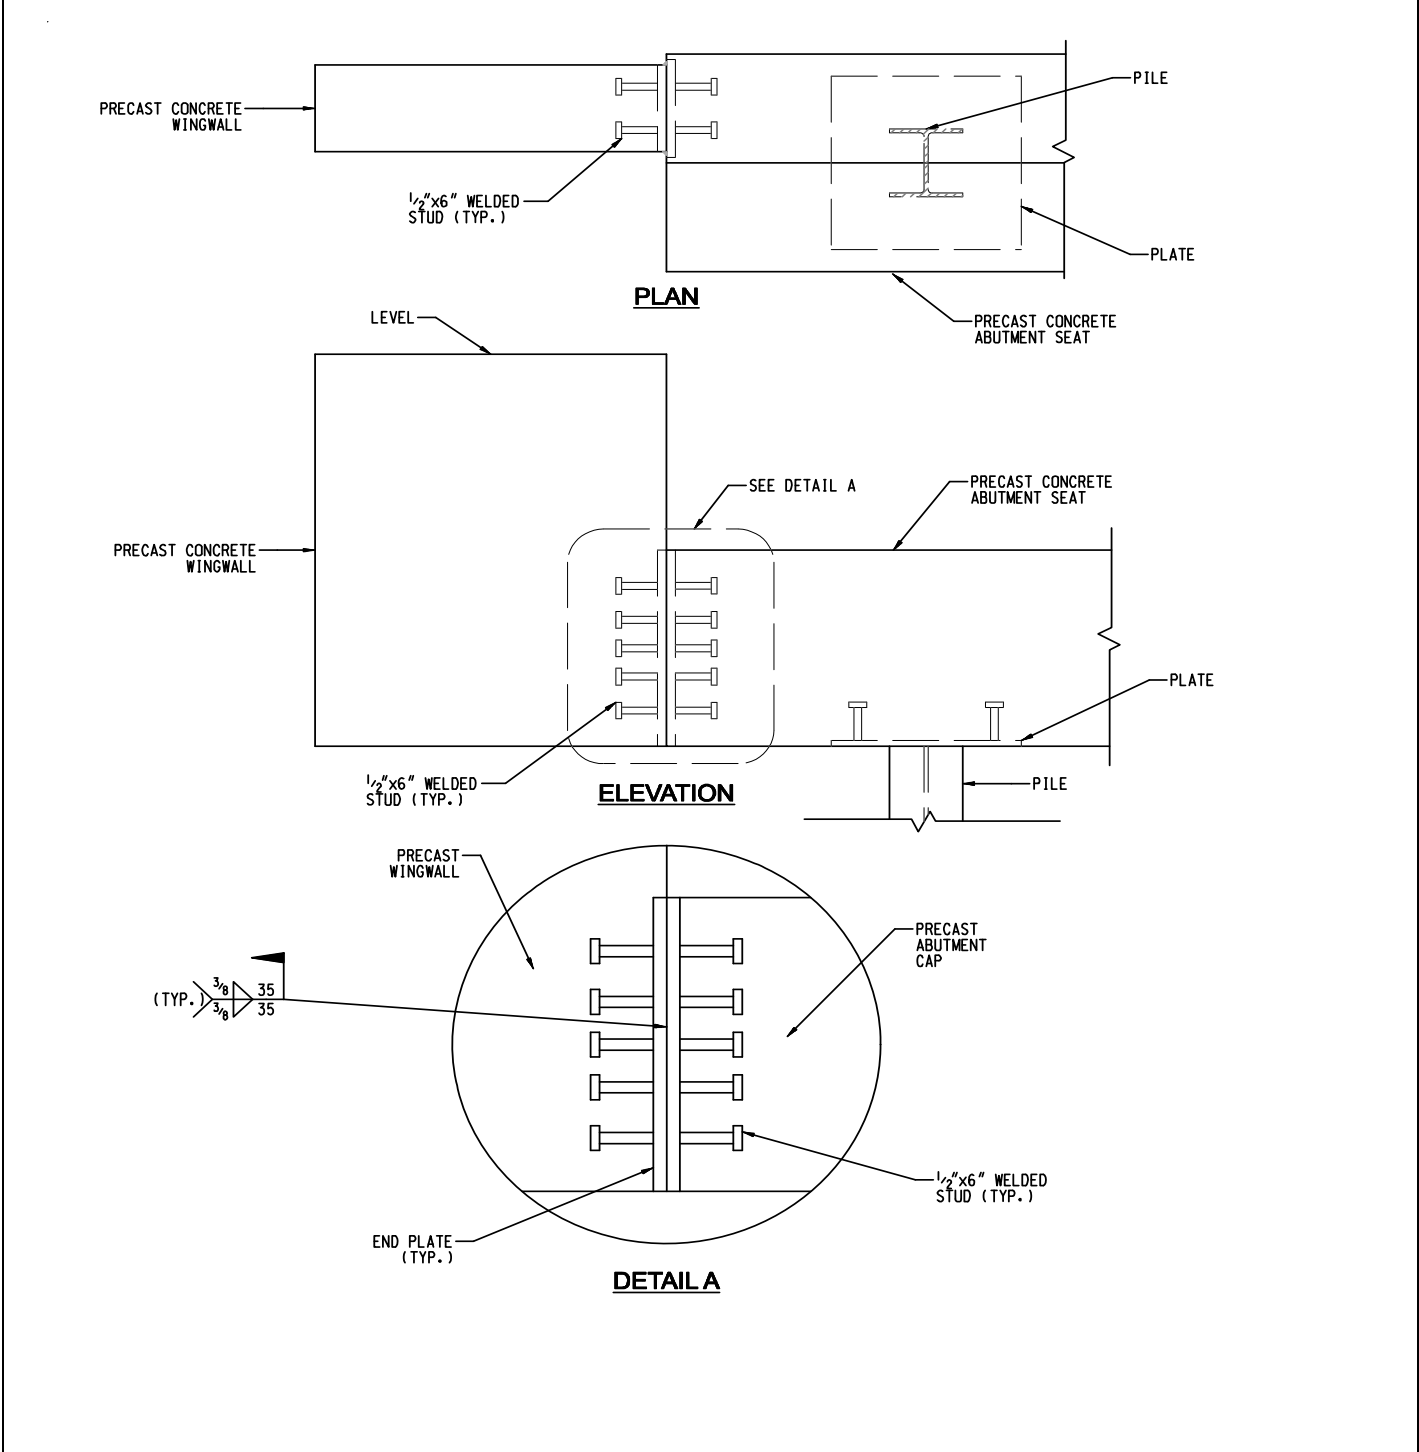 PILE
PRECAST CONCRETE
WINGWALL
1/2"x6" WELDED
STUD (TYP.)
PLATE
PLAN
PRECAST CONCRETE
ABUTMENT SEAT
LEVEL
SEE DETAIL A
PRECAST CONCRETE
ABUTMENT SEAT
PRECAST CONCRETE
WINGWALL
PLATE
1/2"x6" WELDED
STUD (TYP.)
ELEVATION
PILE
PRECAST
WINGWALL
PRECAST
ABUTMENT
CAP
3/8 35
(TYP.)
3/8 35
1/2"x6" WELDED
STUD (TYP.)
END PLATE
(TYP.)
DETAIL A